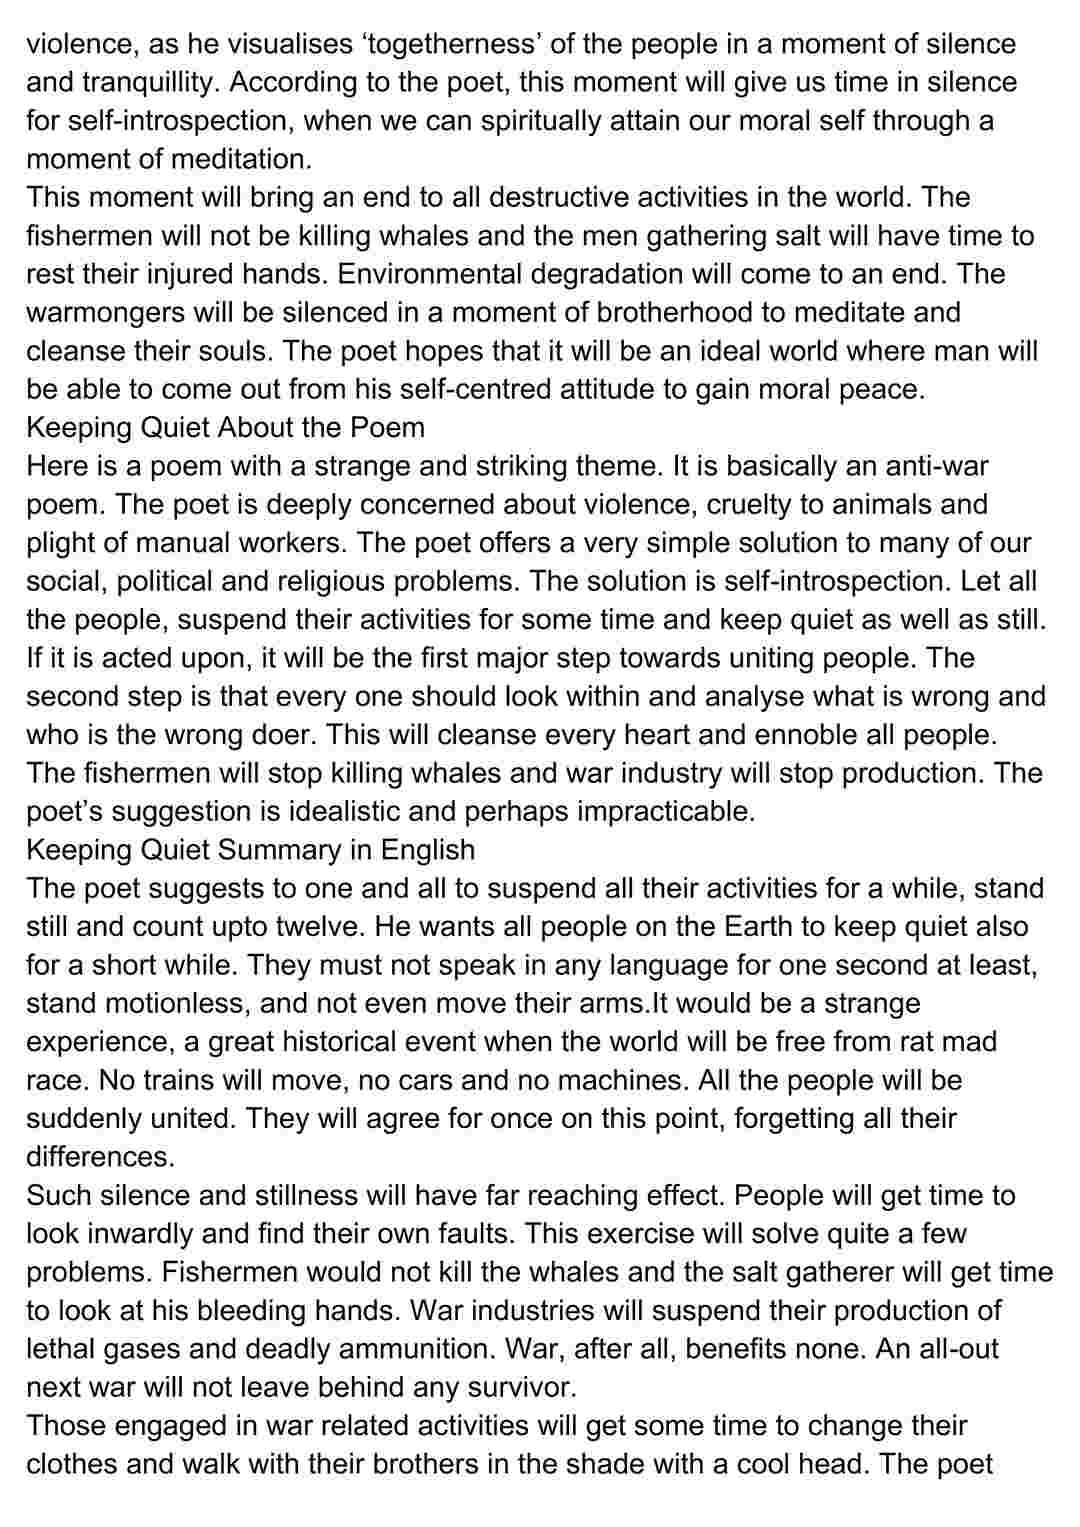 violence, as he visualises ‘togetherness’ of the people in a moment of silence
and tranquillity. According to the poet, this moment will give us time in silence
for self-introspection, when we can spiritually attain our moral self through a
moment of meditation.
This moment will bring an end to all destructive activities in the world. The
fishermen will not be killing whales and the men gathering salt will have time to
rest their injured hands. Environmental degradation will come to an end. The
warmongers will be silenced in a moment of brotherhood to meditate and
cleanse their souls. The poet hopes that it will be an ideal world where man will
be able to come out from his self-centred attitude to gain moral peace.
Keeping Quiet About the Poem
Here is a poem with a strange and striking theme. It is basically an anti-war
poem. The poet is deeply concerned about violence, cruelty to animals and
plight of manual workers. The poet offers a very simple solution to many of our
social, political and religious problems. The solution is self-introspection. Let all
the people, suspend their activities for some time and keep quiet as well as still.
If it is acted upon, it will be the first major step towards uniting people. The
second step is that every one should look within and analyse what is wrong and
who is the wrong doer. This will cleanse every heart and ennoble all people.
The fishermen will stop killing whales and war industry will stop production. The
poet’s suggestion is idealistic and perhaps impracticable.
Keeping Quiet Summary in English
The poet suggests to one and all to suspend all their activities for a while, stand
still and count upto twelve. He wants all people on the Earth to keep quiet also
for a short while. They must not speak in any language for one second at least,
stand motionless, and not even move their arms.It would be a strange
experience, a great historical event when the world will be free from rat mad
race. No trains will move, no cars and no machines. All the people will be
suddenly united. They will agree for once on this point, forgetting all their
differences.
Such silence and stillness will have far reaching effect. People will get time to
look inwardly and find their own faults. This exercise will solve quite a few
problems. Fishermen would not kill the whales and the salt gatherer will get time
to look at his bleeding hands. War industries will suspend their production of
lethal gases and deadly ammunition. War, after all, benefits none. An all-out
next war will not leave behind any survivor.
Those engaged in war related activities will get some time to change their
clothes and walk with their brothers in the shade with a cool head. The poet